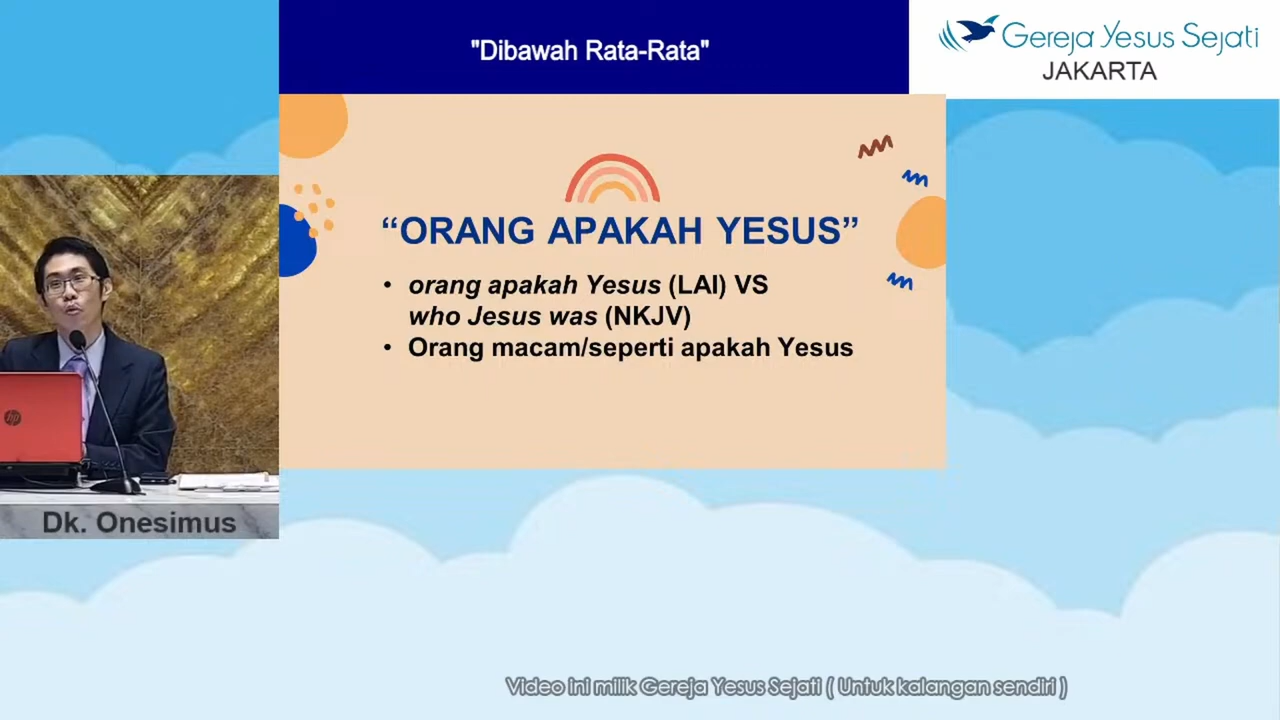 "Dibawah Rata-Rata"
Gereja Yesus Sejati
JAKARTA
“ORANG APAKAH YESUS”
• orang apakah Yesus (LAI) VS
who Jesus was (NKJV)
• Orang macam/seperti apakah Yesus
hp
Dk. Onesimus
Video ini milik Gereja Yesus Sejati ( Untuk kalangan sendiri )